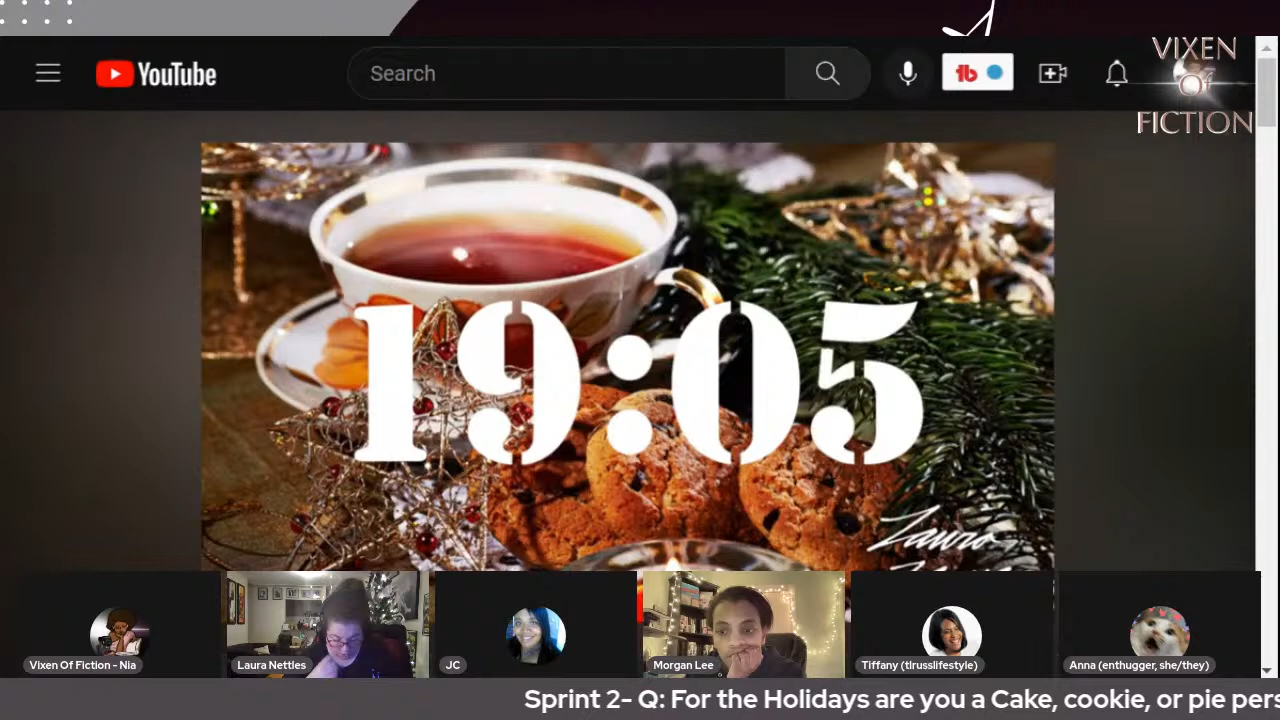 YouTube
Search
VIXEN
Of
FICTION
19:05
Vixen Of Fiction - Nia
Laura Nettles
JC
Morgan Lee
Tiffany (tlrusslifestyle)
Anna (enthugger, she/they)
Sprint 2- Q: For the Holidays are you a Cake, cookie, or pie pers